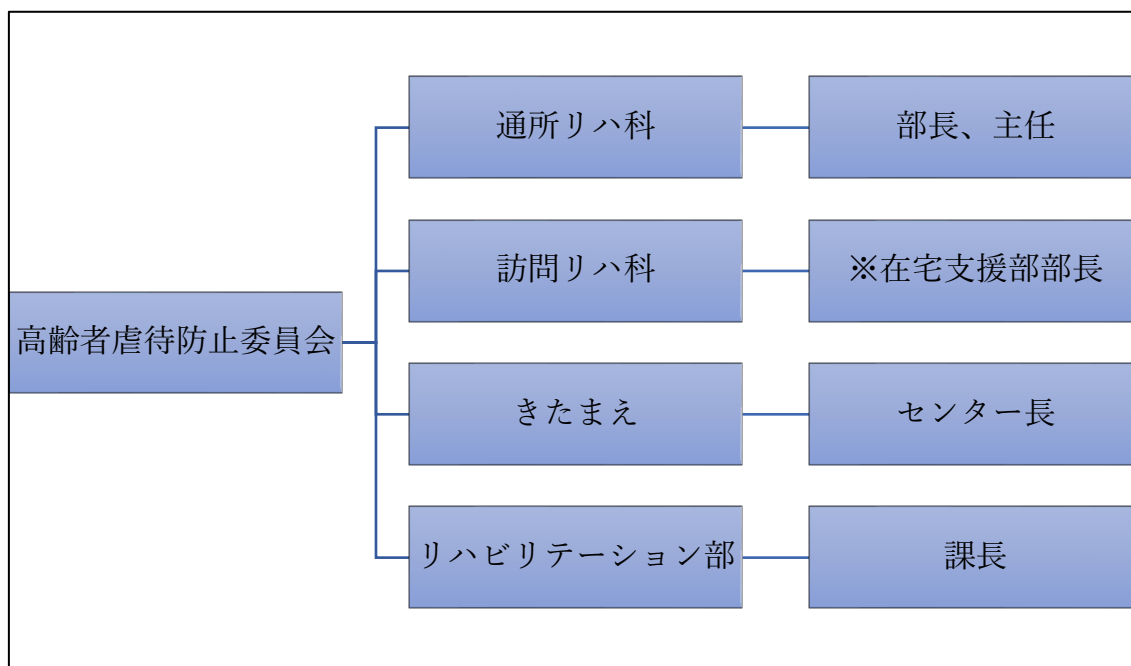 通所リハ科
部長、主任
訪問リハ科
※在宅支援部部長
高齢者虐待防止委員会
きたまえ
センター長
リハビリテーション部
課長